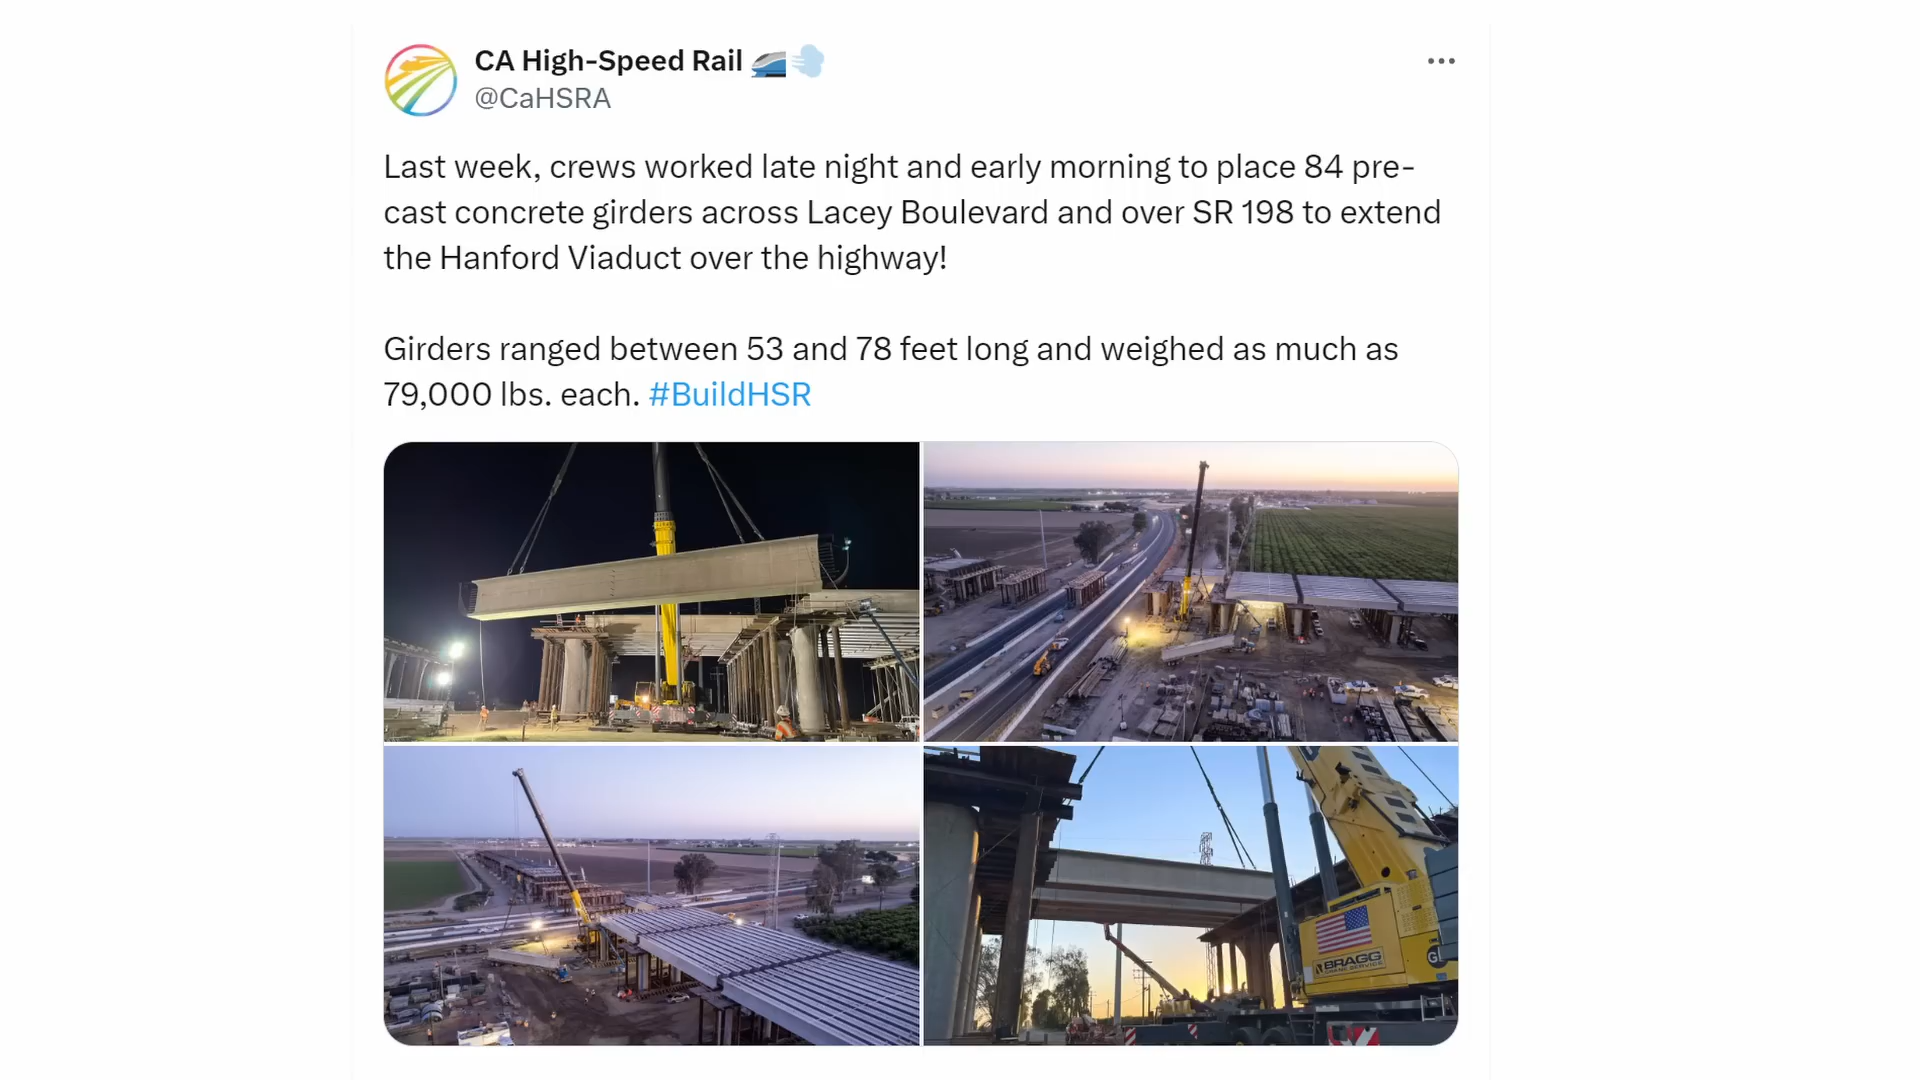 CA High-Speed Rail 🚄💨
@CaHSRA
Last week, crews worked late night and early morning to place 84 pre-
cast concrete girders across Lacey Boulevard and over SR 198 to extend
the Hanford Viaduct over the highway!
Girders ranged between 53 and 78 feet long and weighed as much as
79,000 lbs. each. #BuildHSR
BRAGG